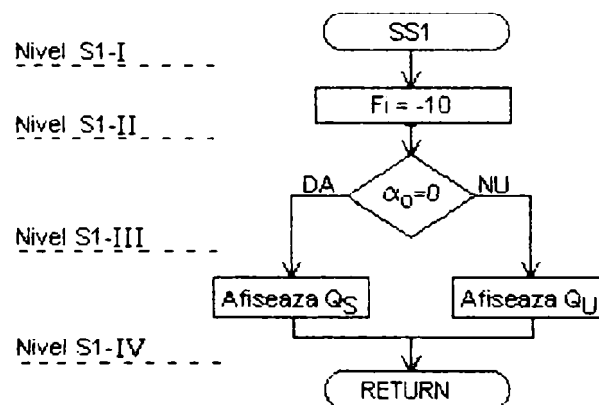 SS1
Nivel S1-I
Fi = -10
Nivel S1-II
DA
α₀=0
NU
Nivel S1-III
Afiseaza QS
Afiseaza QU
Nivel S1-IV
RETURN